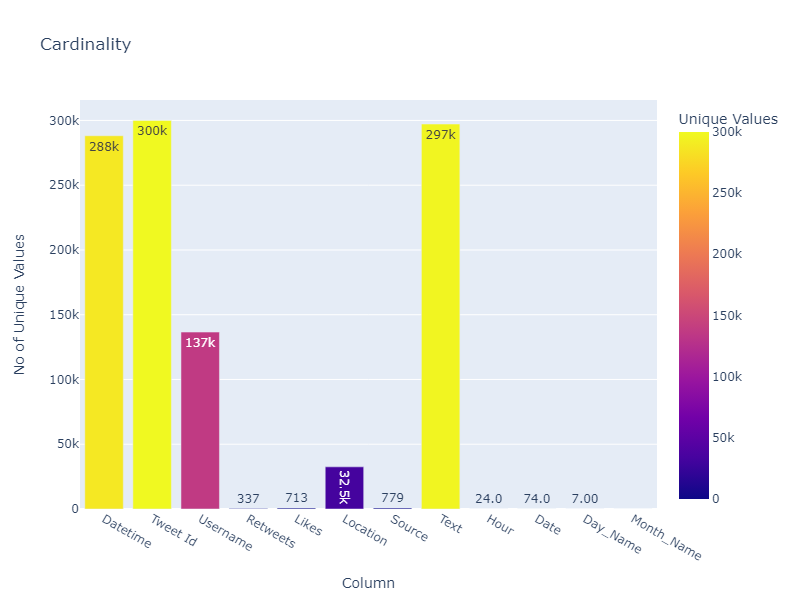 Cardinality
Unique Values
300k
250k
200k
150k
100k
50k
0
No of Unique Values
288k
300k
137k
337
713
32.5k
779
297k
24.0
74.0
7.00
300k
200k
150k
100k
50k
0
Datetime
Tweet Id
Username
Retweets
Likes
Location
Source
Text
Hour
Date
Day_Name
Month_Name
Column